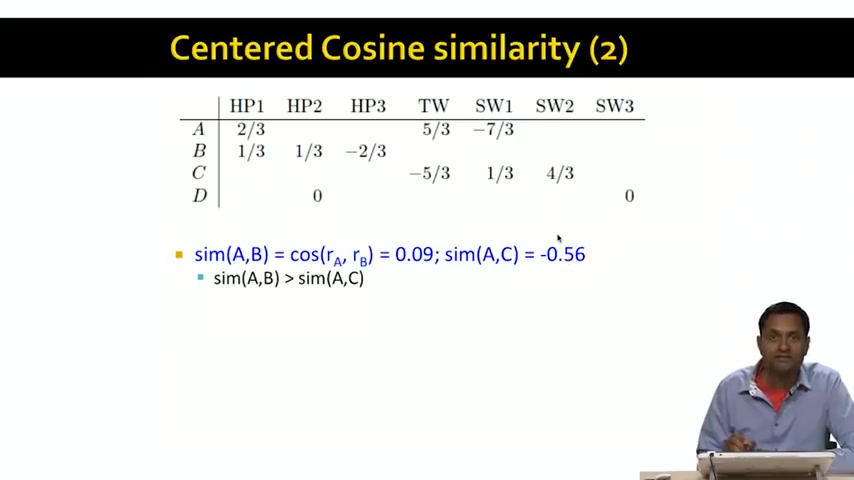 Centered Cosine similarity (2)
HP1 HP2 HP3 TW SW1 SW2 SW3
A 2/3 5/3 −7/3
B 1/3 1/3 −2/3
C −5/3 1/3 4/3
D 0 0
sim(A,B) = cos(rA, rB) = 0.09; sim(A,C) = -0.56
sim(A,B) > sim(A,C)